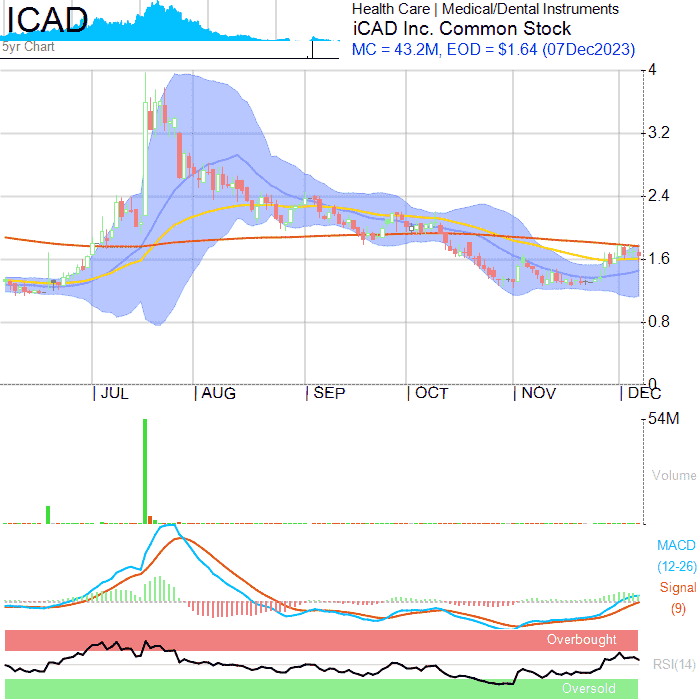 ICAD
5yr Chart
Health Care | Medical/Dental Instruments
iCAD Inc. Common Stock
MC = 43.2M, EOD = $1.64 (07Dec2023)
4
3.2
2.4
1.6
0.8
0
JUL AUG SEP OCT NOV DEC
54M
Volume
MACD
(12-26)
Signal
(9)
Overbought
RSI(14)
Oversold